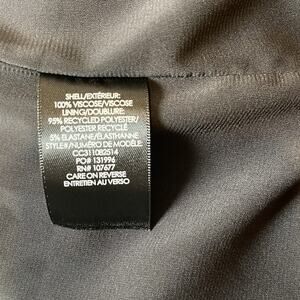 SHELL/EXTÉRIEUR:
100% VISCOSE/VISCOSE
LINING/DOUBLURE:
95% RECYCLED POLYESTER/
POLYESTER RECYCLÉ
5% ELASTANE/ÉLASTHANNE
STYLE#/NUMÉRO DE MODÈLE:
CC311082514
PO# 131996
RN# 107677
CARE ON REVERSE
ENTRETIEN AU VERSO